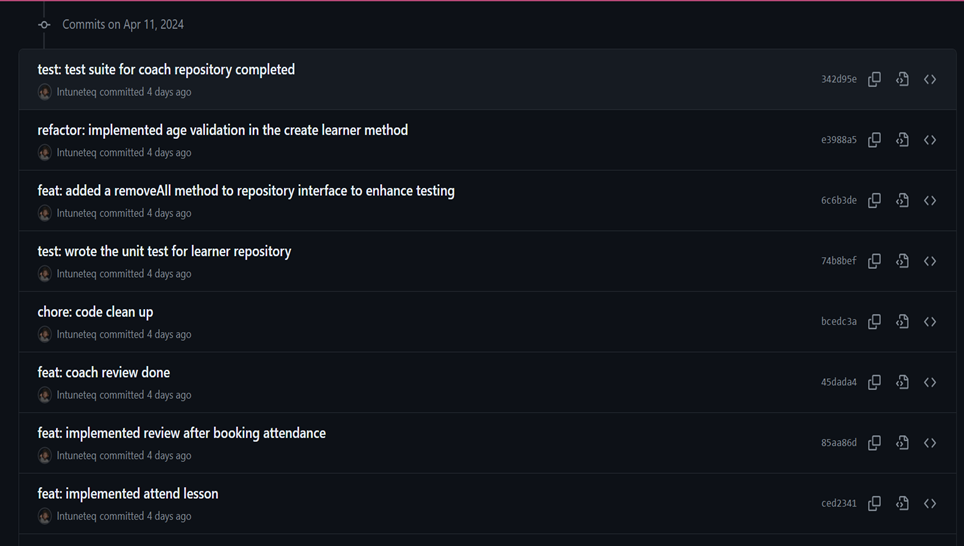 Commits on Apr 11, 2024
test: test suite for coach repository completed
Intuneteq committed 4 days ago
342d95e
refactor: implemented age validation in the create learner method
Intuneteq committed 4 days ago
e3988a5
feat: added a removeAll method to repository interface to enhance testing
Intuneteq committed 4 days ago
6c6b3de
test: wrote the unit test for learner repository
Intuneteq committed 4 days ago
74b8bef
chore: code clean up
Intuneteq committed 4 days ago
bcedc3a
feat: coach review done
Intuneteq committed 4 days ago
45dada4
feat: implemented review after booking attendance
Intuneteq committed 4 days ago
85aa86d
feat: implemented attend lesson
Intuneteq committed 4 days ago
ced2341